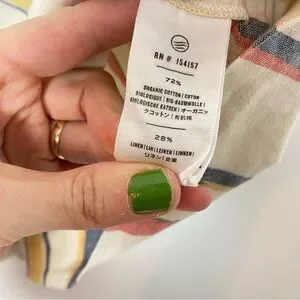 RN # 154157
72%
ORGANIC COTTON | COTON
BIOLOGIQUE | BIO-BAUMWOLLE |
BIOLOGISCHE KATOEN | オーガニッ
クコットン | 有机棉
28%
LINEN | LIN | LEINEN | LINNEN |
リネン | 亚麻